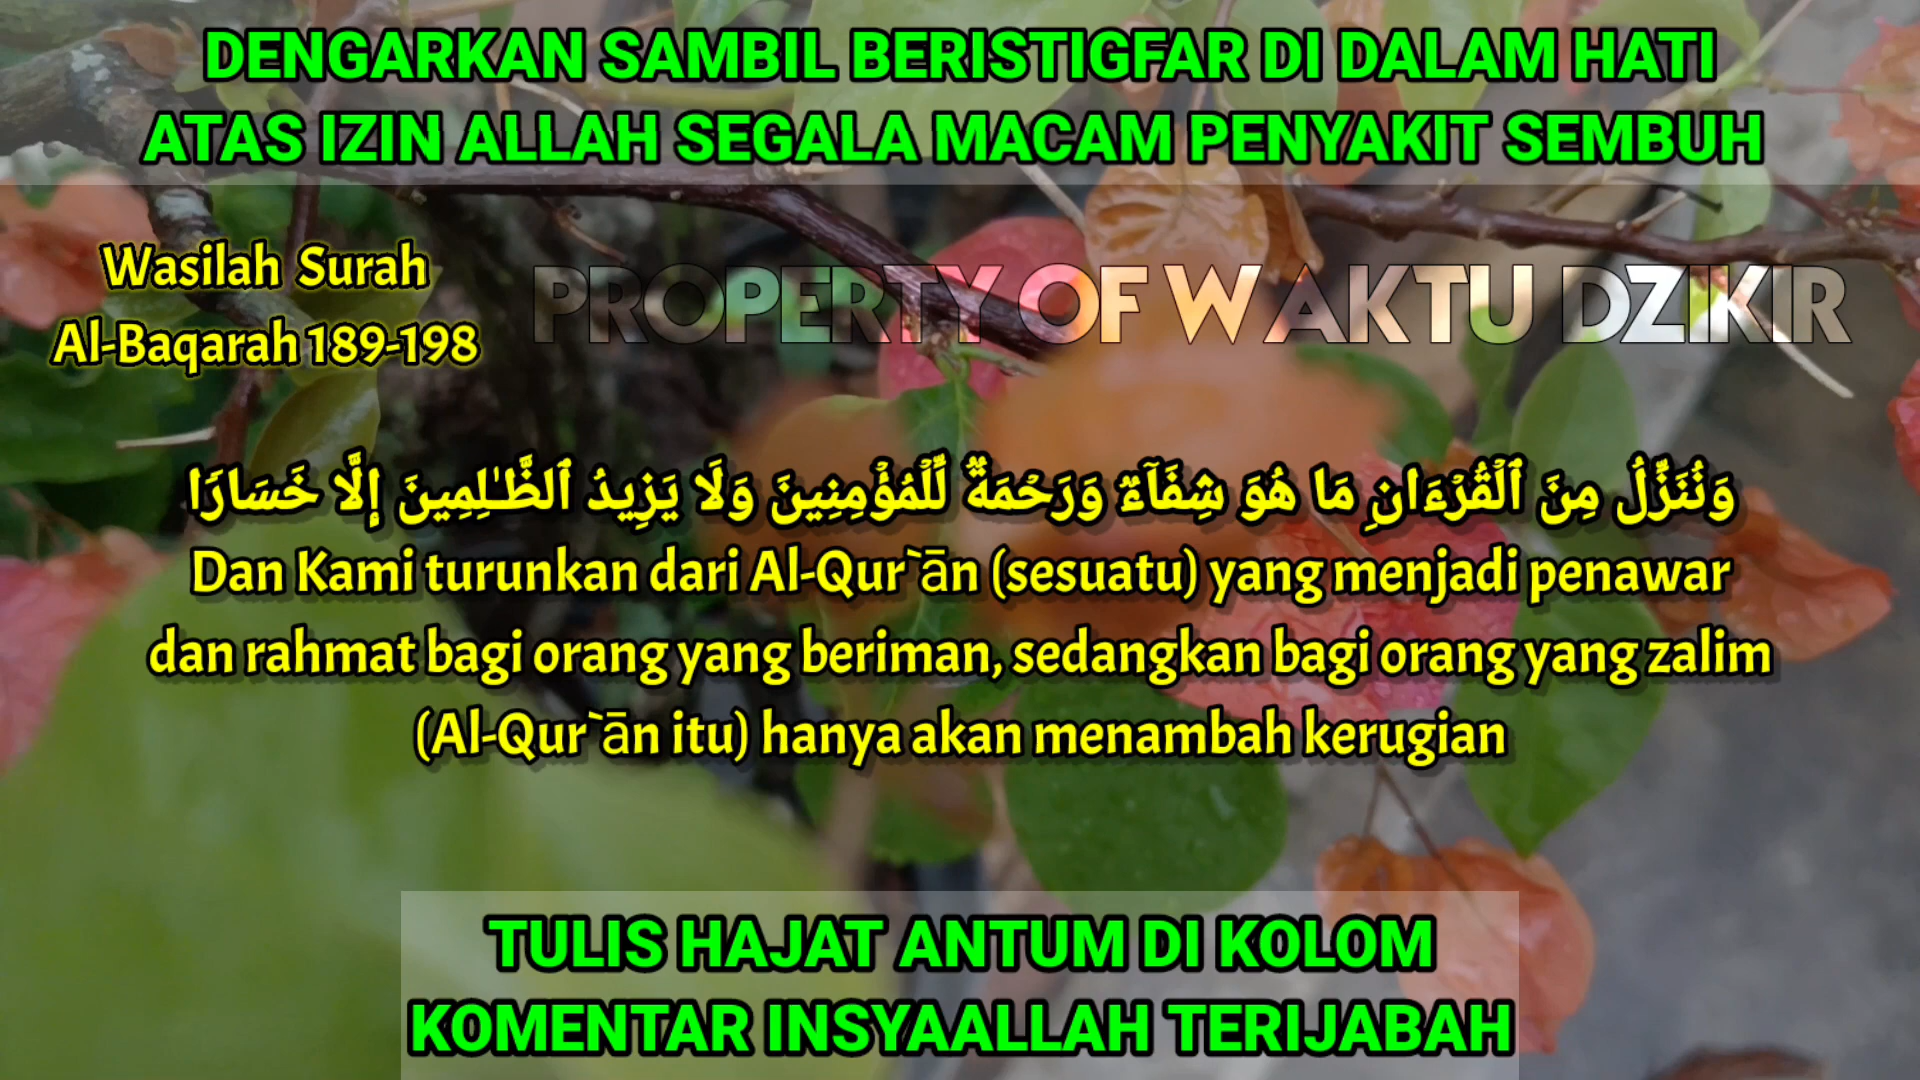 DENGARKAN SAMBIL BERISTIGFAR DI DALAM HATI
ATAS IZIN ALLAH SEGALA MACAM PENYAKIT SEMBUH
Wasilah Surah
Al-Baqarah 189-198
PROPERTY OF WAKTU DZIKIR
وَنُنَزِّلُ مِنَ ٱلْقُرْءَانِ مَا هُوَ شِفَآءٌ وَرَحْمَةٌ لِّلْمُؤْمِنِينَ وَلَا يَزِيدُ ٱلظَّـٰلِمِينَ إِلَّا خَسَارًا
Dan Kami turunkan dari Al-Qur`ān (sesuatu) yang menjadi penawar
dan rahmat bagi orang yang beriman, sedangkan bagi orang yang zalim
(Al-Qur`ān itu) hanya akan menambah kerugian
TULIS HAJAT ANTUM DI KOLOM
KOMENTAR INSYAALLAH TERIJABAH